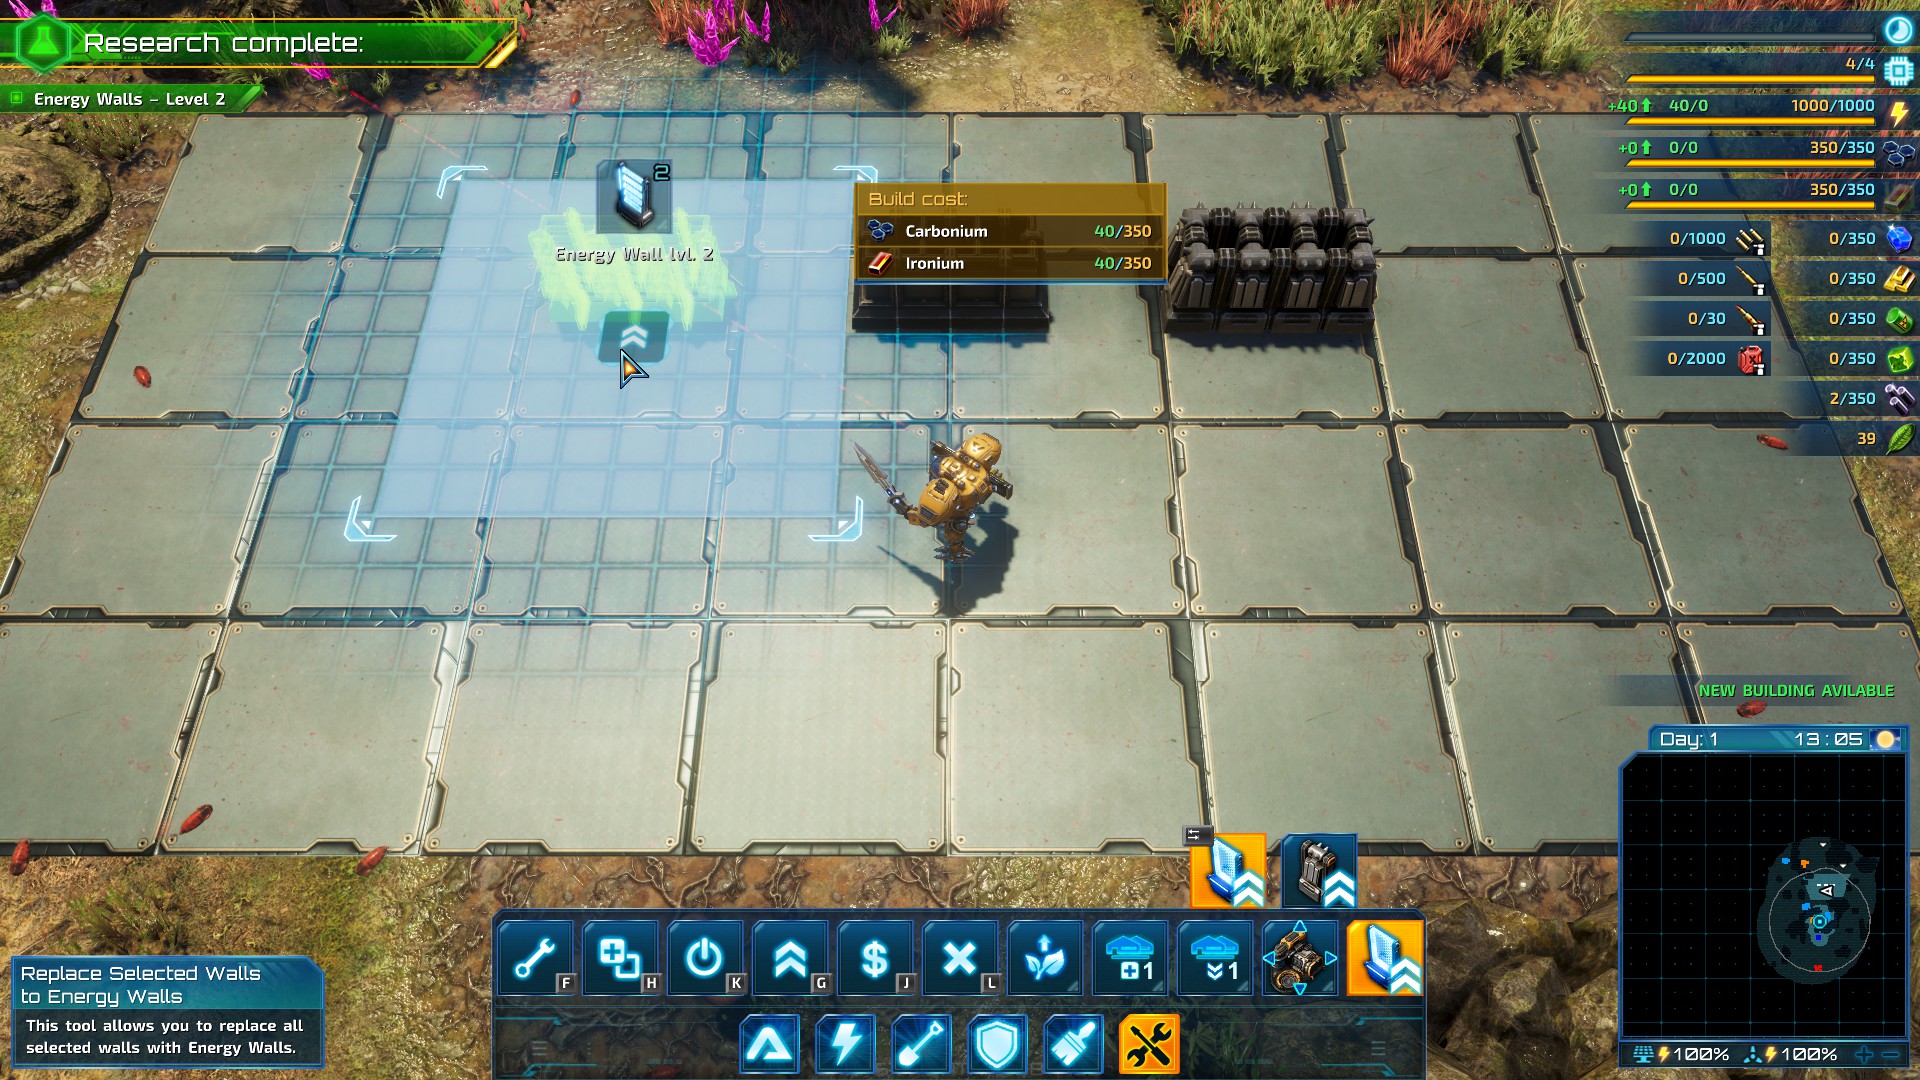 Research complete:
Energy Walls – Level 2
4/4
+40 40/0 1000/1000
+0 0/0 350/350
+0 0/0 350/350
0/1000 0/350
0/500 0/350
0/30 0/350
0/2000 0/350
2/350
39
2
Energy Wall lvl. 2
Build cost:
Carbonium 40/350
Ironium 40/350
NEW BUILDING AVILABLE
Day: 1 13:05
Replace Selected Walls
to Energy Walls
This tool allows you to replace all
selected walls with Energy Walls.
F H K G $ J L 1 1
100% 100%